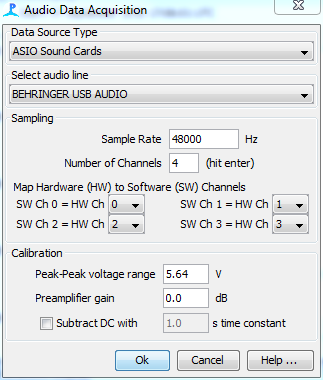 Audio Data Acquisition
Data Source Type
ASIO Sound Cards
Select audio line
BEHRINGER USB AUDIO
Sampling
Sample Rate 48000 Hz
Number of Channels 4 (hit enter)
Map Hardware (HW) to Software (SW) Channels
SW Ch 0 = HW Ch 0 SW Ch 1 = HW Ch 1
SW Ch 2 = HW Ch 2 SW Ch 3 = HW Ch 3
Calibration
Peak-Peak voltage range 5.64 V
Preamplifier gain 0.0 dB
Subtract DC with 1.0 s time constant
Ok Cancel Help ...